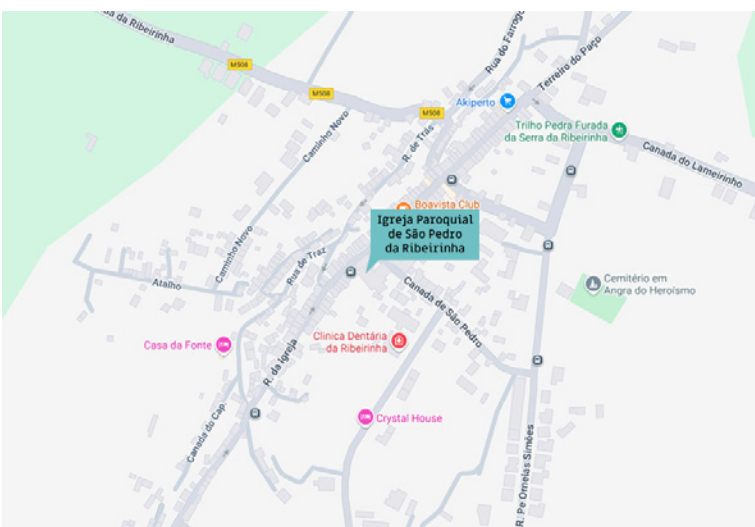 da Ribeirinha
M508
M508
M508
Rua do Farrogo
Terreiro do Paço
Akiperto
Trilho Pedra Furada
da Serra da Ribeirinha
Canada do Lameirinho
Caminho Novo
R. de Trás
Boavista Club
Igreja Paroquial
de São Pedro
da Ribeirinha
Caminho Novo
Rua de Traz
Atalho
Cemitério em
Angra do Heroísmo
Canada de São Pedro
Casa da Fonte
R. da Igreja
Clinica Dentária
da Ribeirinha
Canada do Cap.
Crystal House
R. Pe Ornelas Simões